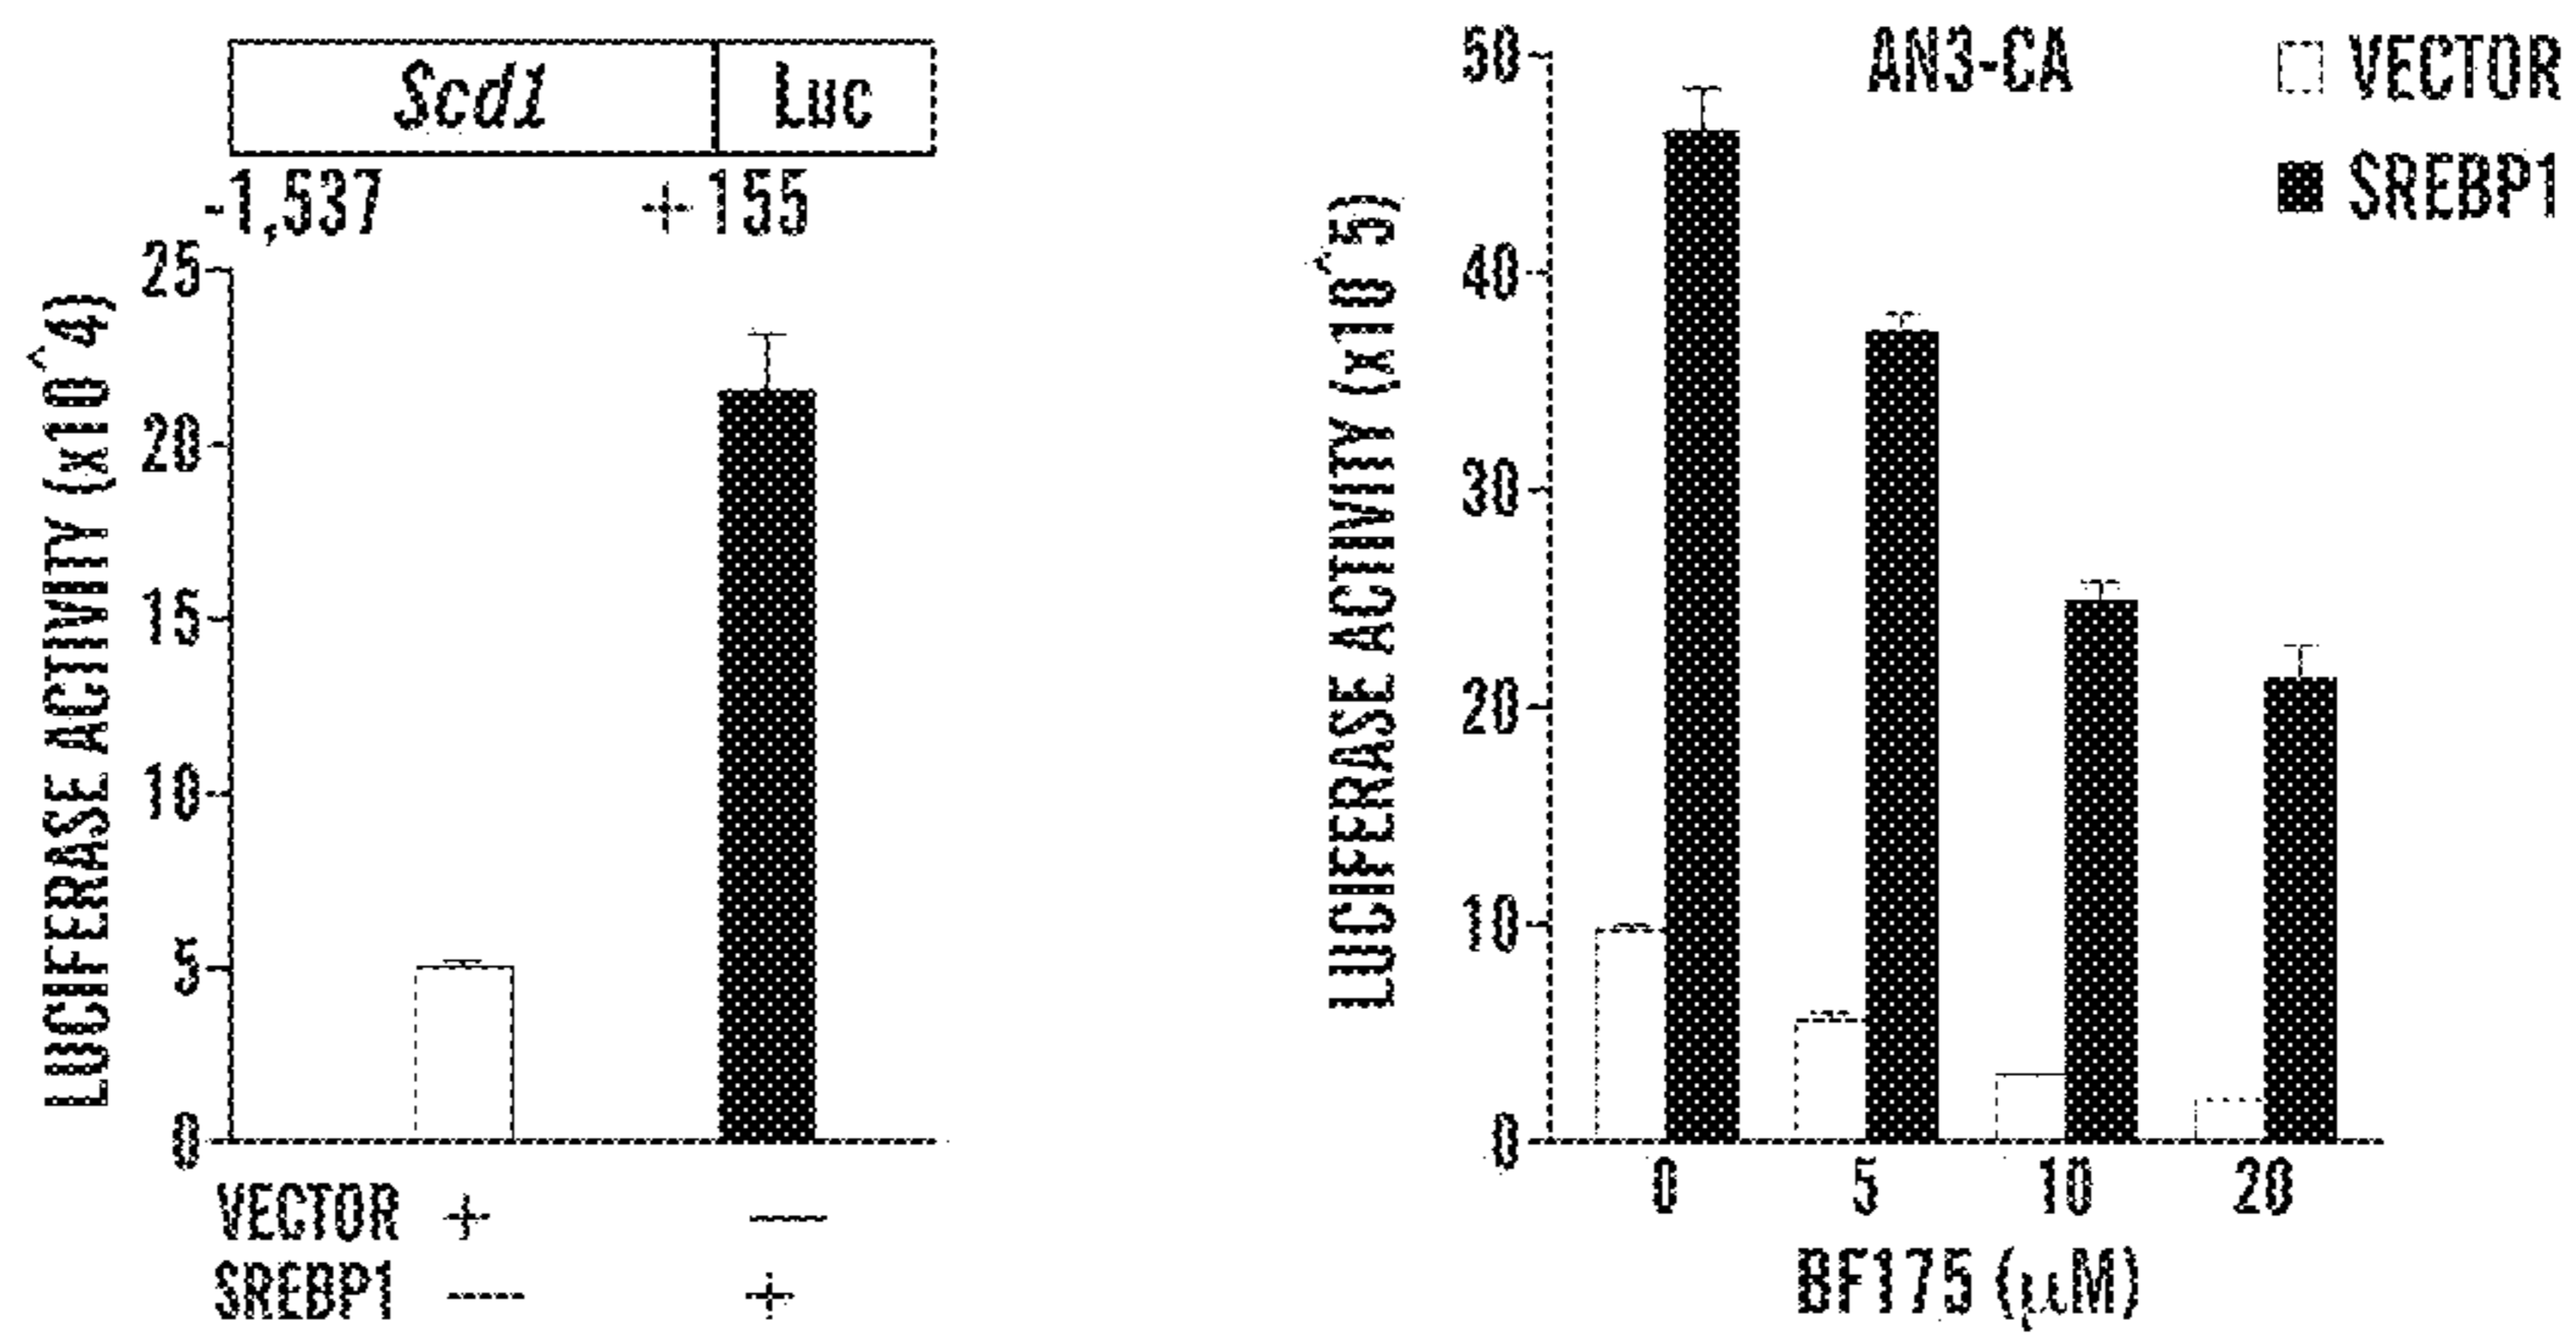 Scd1 Luc
-1,537 +155
LUCIFERASE ACTIVITY (x10^4)
25
20
15
10
5
0
VECTOR + —
SREBP1 — +
AN3-CA
VECTOR
SREBP1
LUCIFERASE ACTIVITY (x10^5)
50
40
30
20
10
0
0 5 10 20
BF175 (µM)